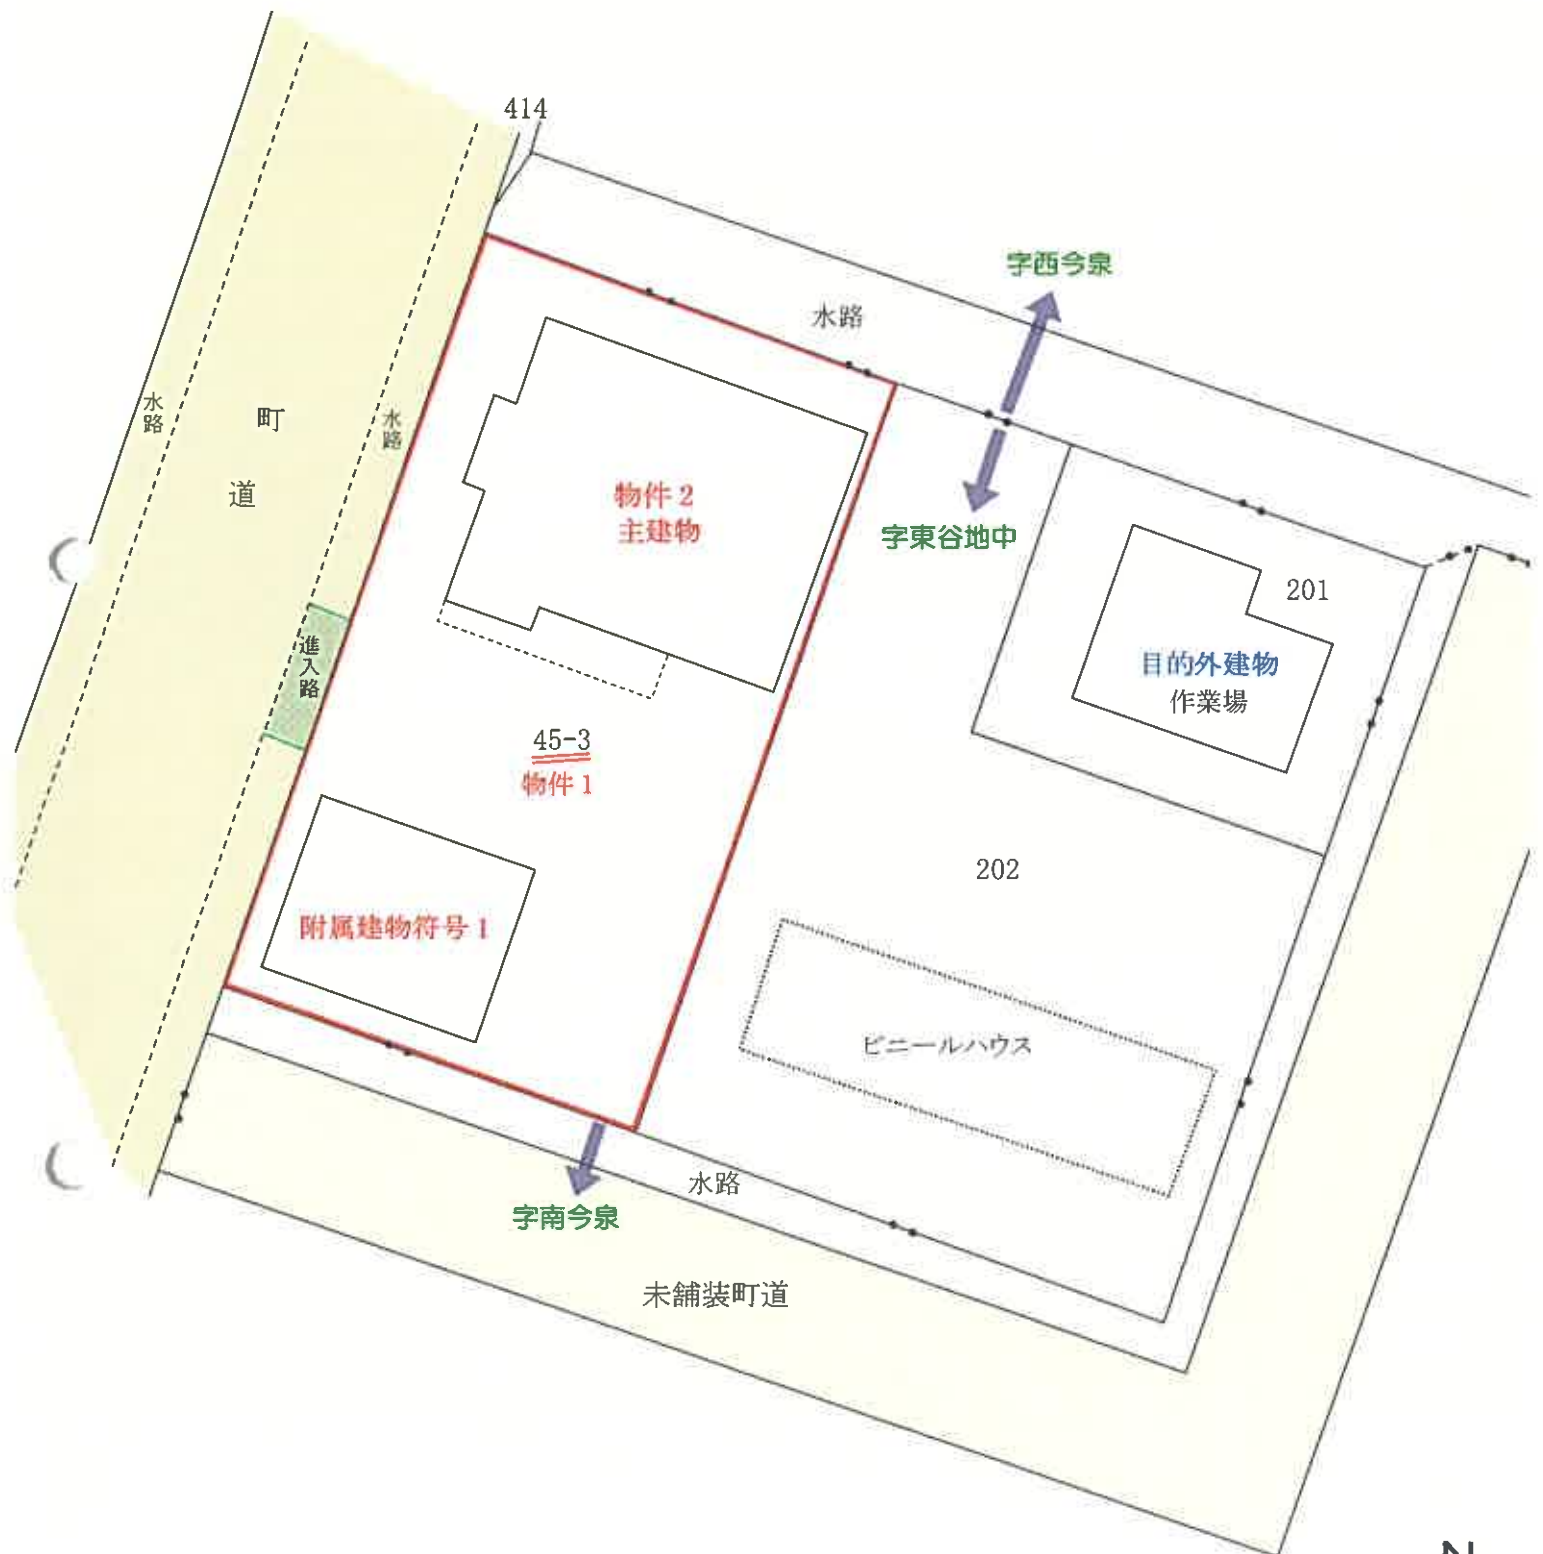 414
字西今泉
水路
水路
町道
水路
物件2
主建物
字東谷地中
201
目的外建物
作業場
進入路
45-3
物件1
202
附属建物符号1
ビニールハウス
水路
字南今泉
未舗装町道
N